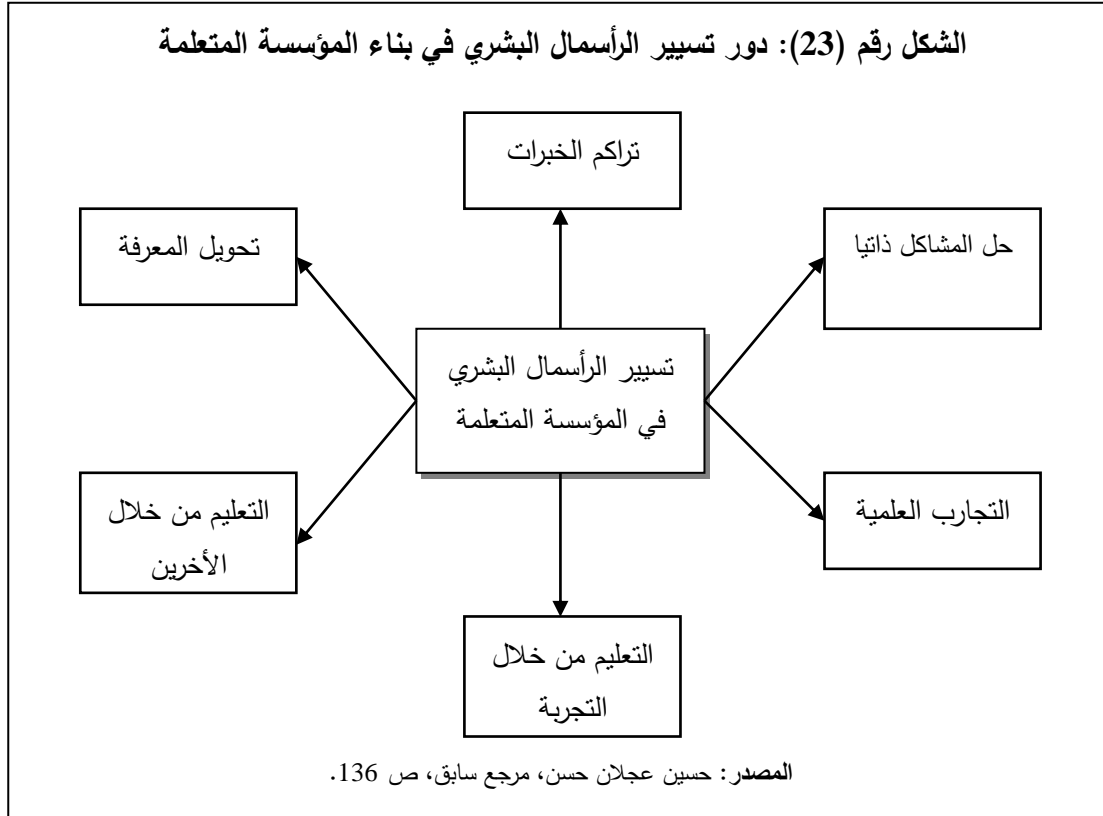 الشكل رقم (23): دور تسيير الرأسمال البشري في بناء المؤسسة المتعلمة
تراكم الخبرات
حل المشاكل ذاتيا
تحويل المعرفة
تسيير الرأسمال البشري
في المؤسسة المتعلمة
التجارب العلمية
التعليم من خلال
الأخرين
التعليم من خلال
التجربة
المصدر: حسين عجلان حسن، مرجع سابق، ص 136.